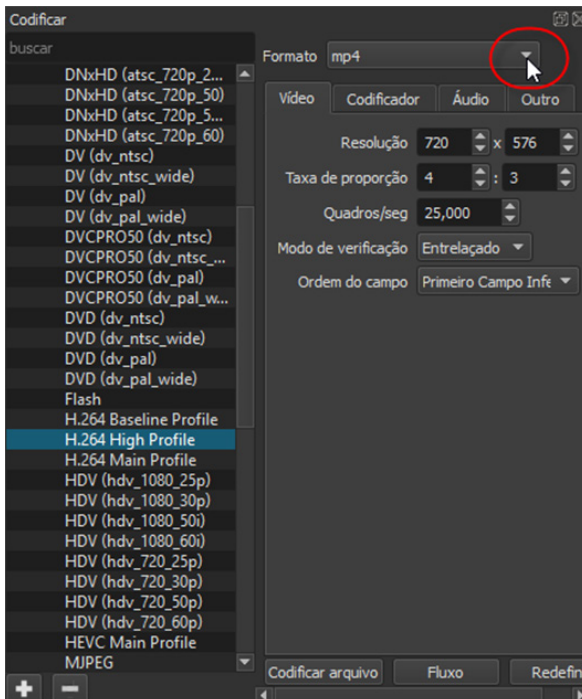 Codificar
buscar
DNxHD (atsc_720p_2...
DNxHD (atsc_720p_50)
DNxHD (atsc_720p_5...
DNxHD (atsc_720p_60)
DV (dv_ntsc)
DV (dv_ntsc_wide)
DV (dv_pal)
DV (dv_pal_wide)
DVCPRO50 (dv_ntsc)
DVCPRO50 (dv_ntsc_...
DVCPRO50 (dv_pal)
DVCPRO50 (dv_pal_w...
DVD (dv_ntsc)
DVD (dv_ntsc_wide)
DVD (dv_pal)
DVD (dv_pal_wide)
Flash
H.264 Baseline Profile
H.264 High Profile
H.264 Main Profile
HDV (hdv_1080_25p)
HDV (hdv_1080_30p)
HDV (hdv_1080_50i)
HDV (hdv_1080_60i)
HDV (hdv_720_25p)
HDV (hdv_720_30p)
HDV (hdv_720_50p)
HDV (hdv_720_60p)
HEVC Main Profile
MJPEG
Formato mp4
Vídeo Codificador Áudio Outro
Resolução 720 x 576
Taxa de proporção 4 : 3
Quadros/seg 25,000
Modo de verificação Entrelaçado
Ordem do campo Primeiro Campo Infe
Codificar arquivo Fluxo Redefin